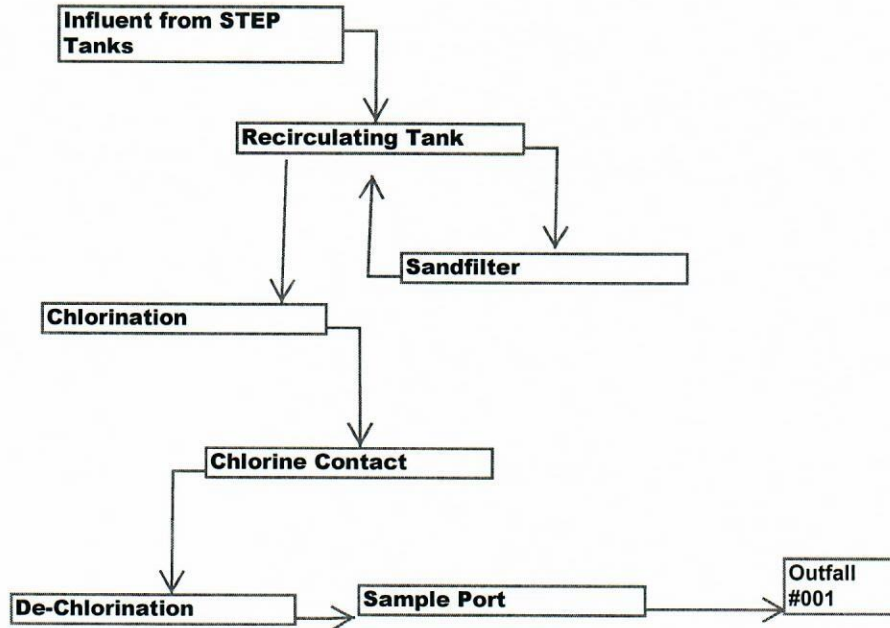 Influent from STEP
Tanks
Recirculating Tank
Sandfilter
Chlorination
Chlorine Contact
De-Chlorination
Sample Port
Outfall
#001